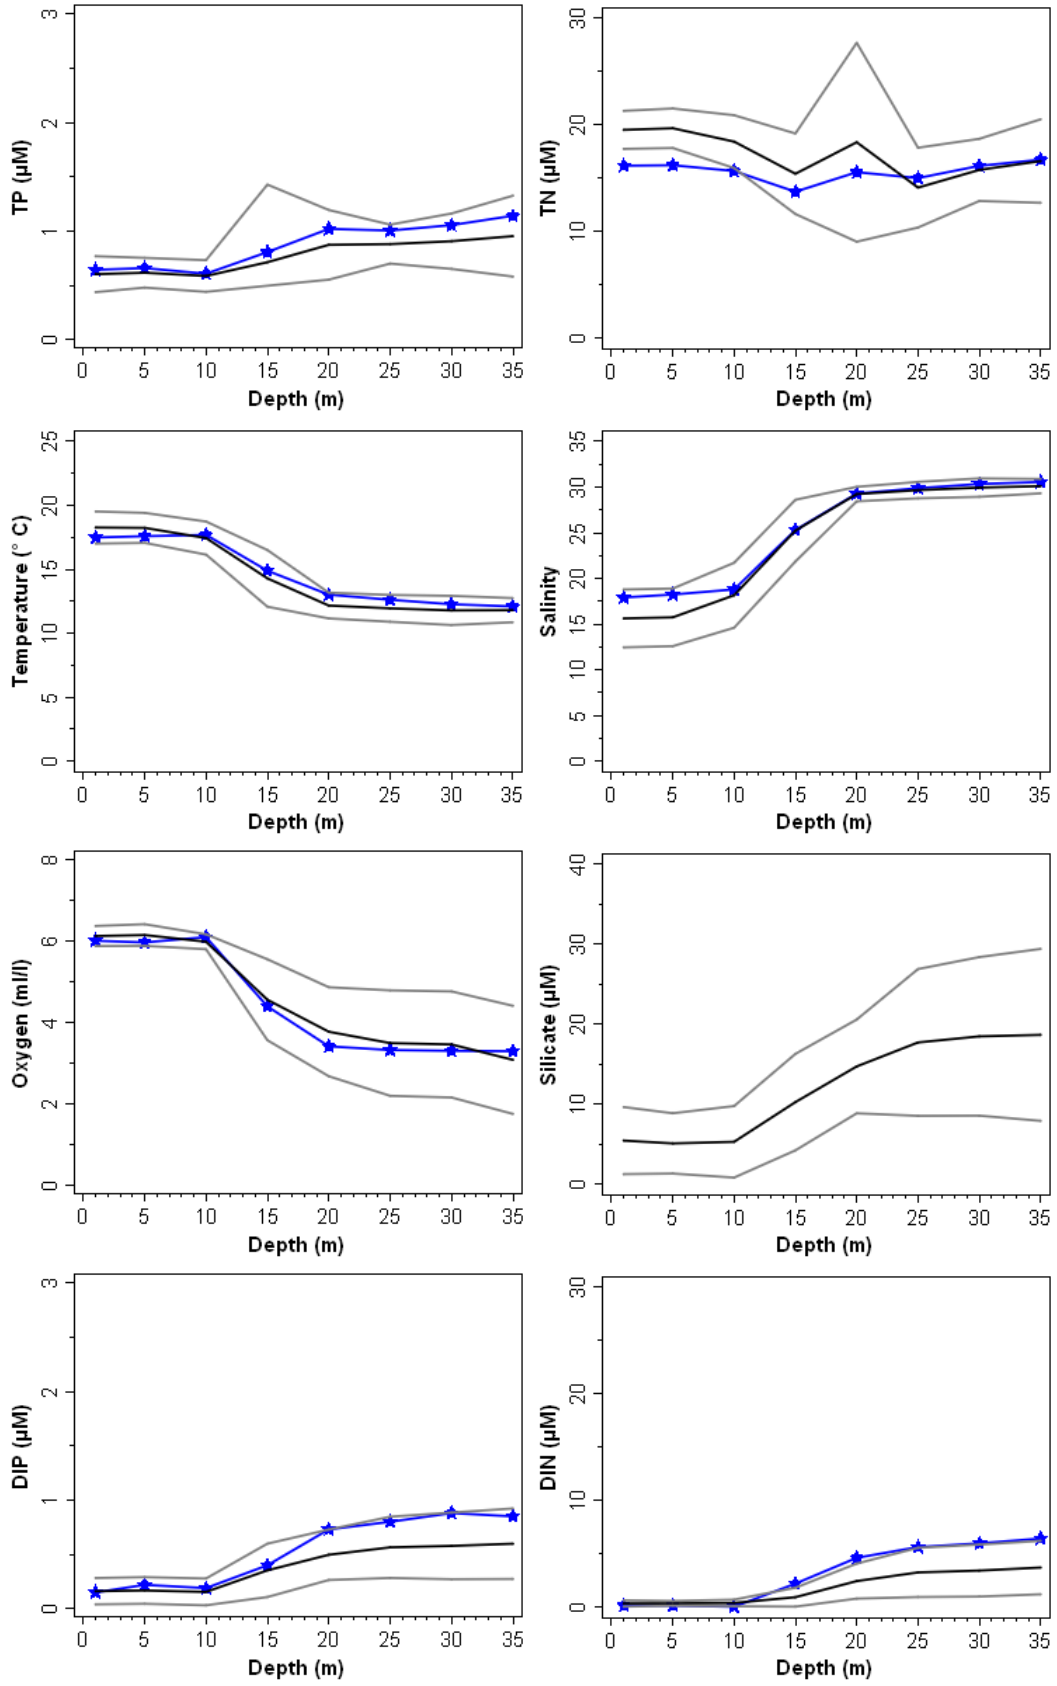 TP (µM)
3
2
1
0
0 5 10 15 20 25 30 35
Depth (m)
TN (µM)
30
20
10
0
0 5 10 15 20 25 30 35
Depth (m)
Temperature (° C)
25
20
15
10
5
0
0 5 10 15 20 25 30 35
Depth (m)
Salinity
35
30
25
20
15
10
5
0
0 5 10 15 20 25 30 35
Depth (m)
Oxygen (ml/l)
8
6
4
2
0
0 5 10 15 20 25 30 35
Depth (m)
Silicate (µM)
40
30
20
10
0
0 5 10 15 20 25 30 35
Depth (m)
DIP (µM)
3
2
1
0
0 5 10 15 20 25 30 35
Depth (m)
DIN (µM)
30
20
10
0
0 5 10 15 20 25 30 35
Depth (m)